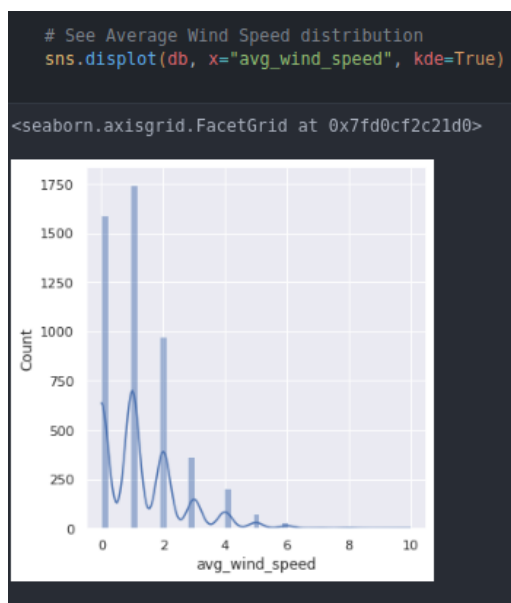 # See Average Wind Speed distribution
sns.displot(db, x="avg_wind_speed", kde=True)
<seaborn.axisgrid.FacetGrid at 0x7fd0cf2c21d0>
1750
1500
1250
1000
750
500
250
0
Count
0 2 4 6 8 10
avg_wind_speed